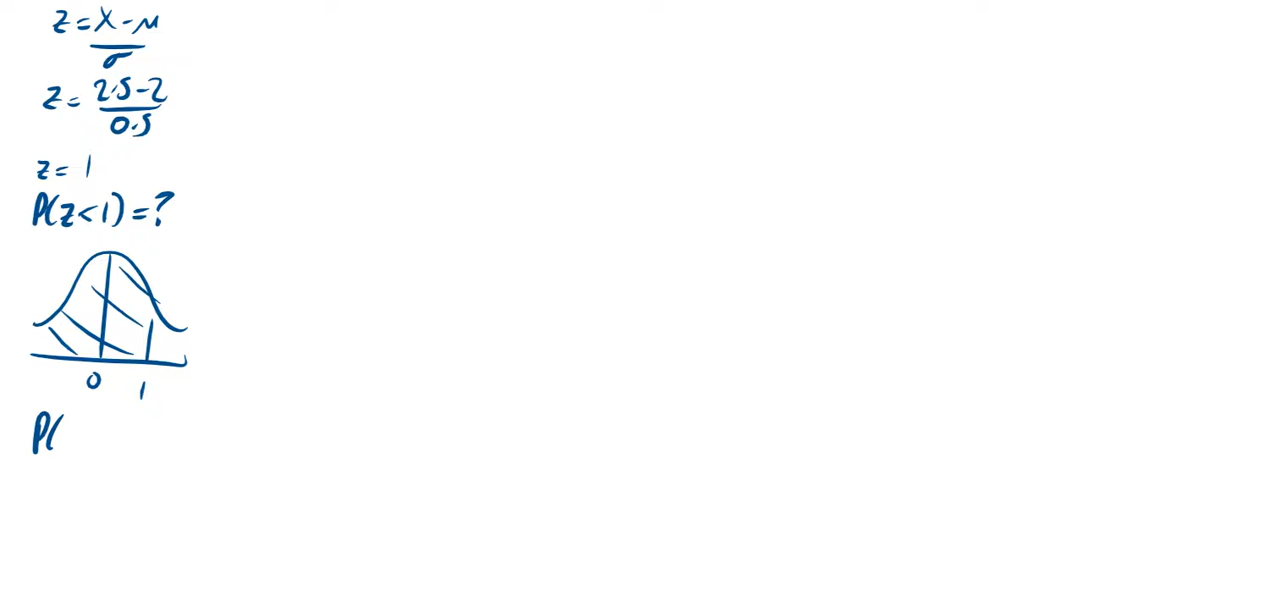 z = x - μ
σ
z = 2.5 - 2
0.5
z = 1
P(z < 1) = ?
0 1
P(